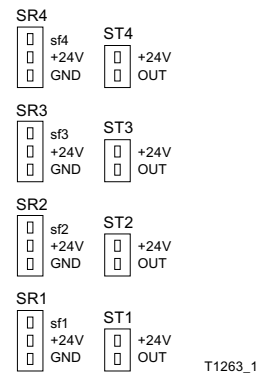 SR4
ST4
sf4
+24V +24V
GND OUT
SR3
ST3
sf3
+24V +24V
GND OUT
SR2
ST2
sf2
+24V +24V
GND OUT
SR1
ST1
sf1
+24V +24V
GND OUT
T1263_1